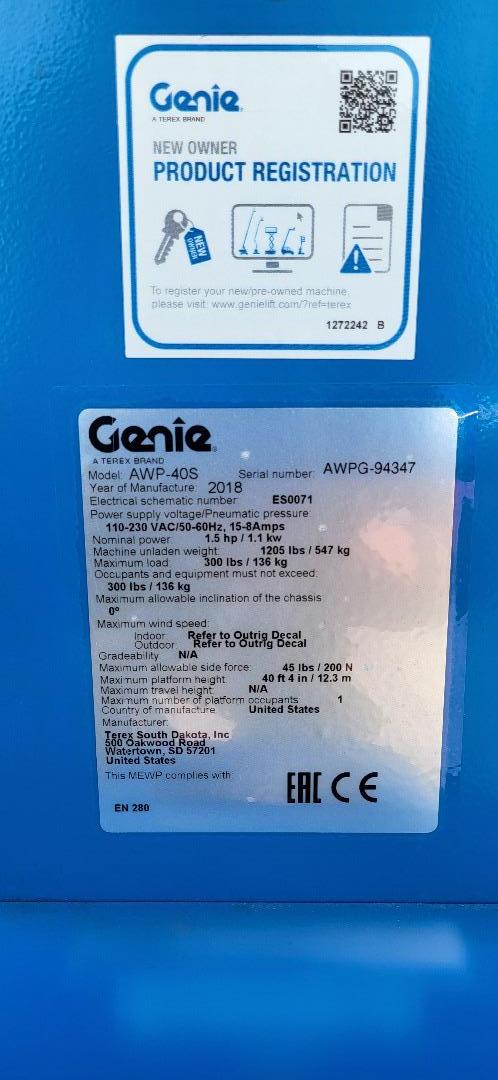 Genie
A TEREX BRAND
NEW OWNER
PRODUCT REGISTRATION
NEW OWNER
To register your new/pre-owned machine,
please visit: www.genielift.com/?ref=terex
1272242 B
Genie
A TEREX BRAND
Model: AWP-40S Serial number: AWPG-94347
Year of Manufacture: 2018
Electrical schematic number: ES0071
Power supply voltage/Pneumatic pressure
110-230 VAC/50-60Hz, 15-8Amps
Nominal power: 1.5 hp / 1.1 kw
Machine unladen weight: 1205 lbs / 547 kg
Maximum load: 300 lbs / 136 kg
Occupants and equipment must not exceed:
300 lbs / 136 kg
Maximum allowable inclination of the chassis
0°
Maximum wind speed:
Indoor: Refer to Outrig Decal
Outdoor Refer to Outrig Decal
Gradeability N/A
Maximum allowable side force: 45 lbs / 200 N
Maximum platform height: 40 ft 4 in / 12.3 m
Maximum travel height: N/A
Maximum number of platform occupants 1
Country of manufacture United States
Manufacturer:
Terex South Dakota, Inc
500 Oakwood Road
Watertown, SD 57201
United States
This MEWP complies with:
EAC CE
EN 280